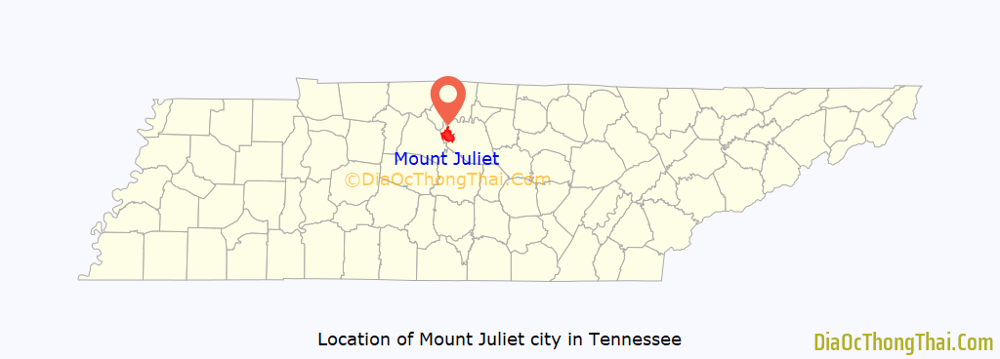 Mount Juliet
©DiaOcThongThai.Com
Location of Mount Juliet city in Tennessee
DiaOcThongThai.Com